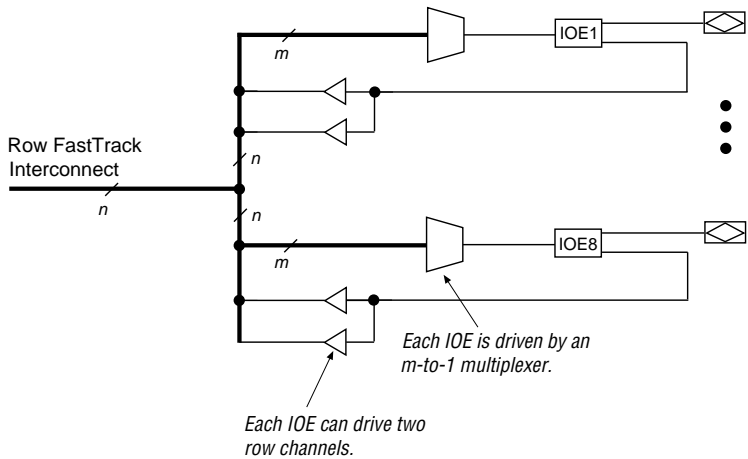 m
IOE1
Row FastTrack
Interconnect
n
n
n
m
IOE8
Each IOE is driven by an
m-to-1 multiplexer.
Each IOE can drive two
row channels.